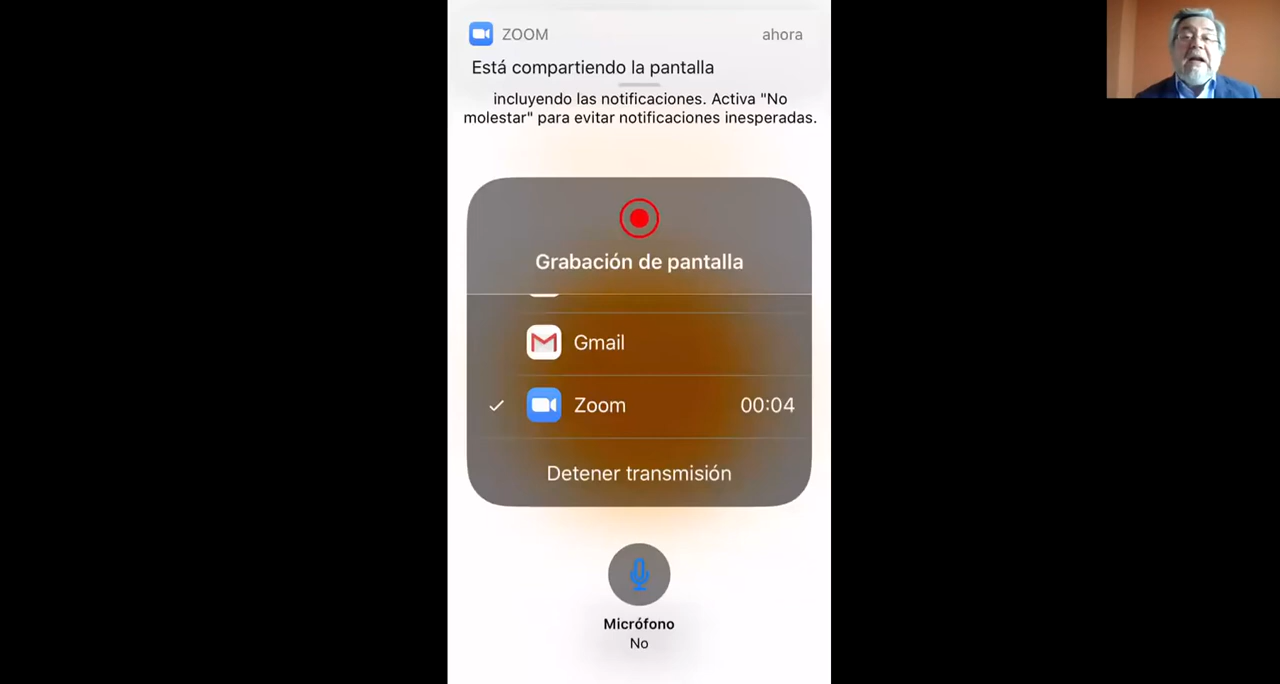 ZOOM
ahora
Está compartiendo la pantalla
incluyendo las notificaciones. Activa "No
molestar" para evitar notificaciones inesperadas.
Grabación de pantalla
Gmail
Zoom 00:04
Detener transmisión
Micrófono
No